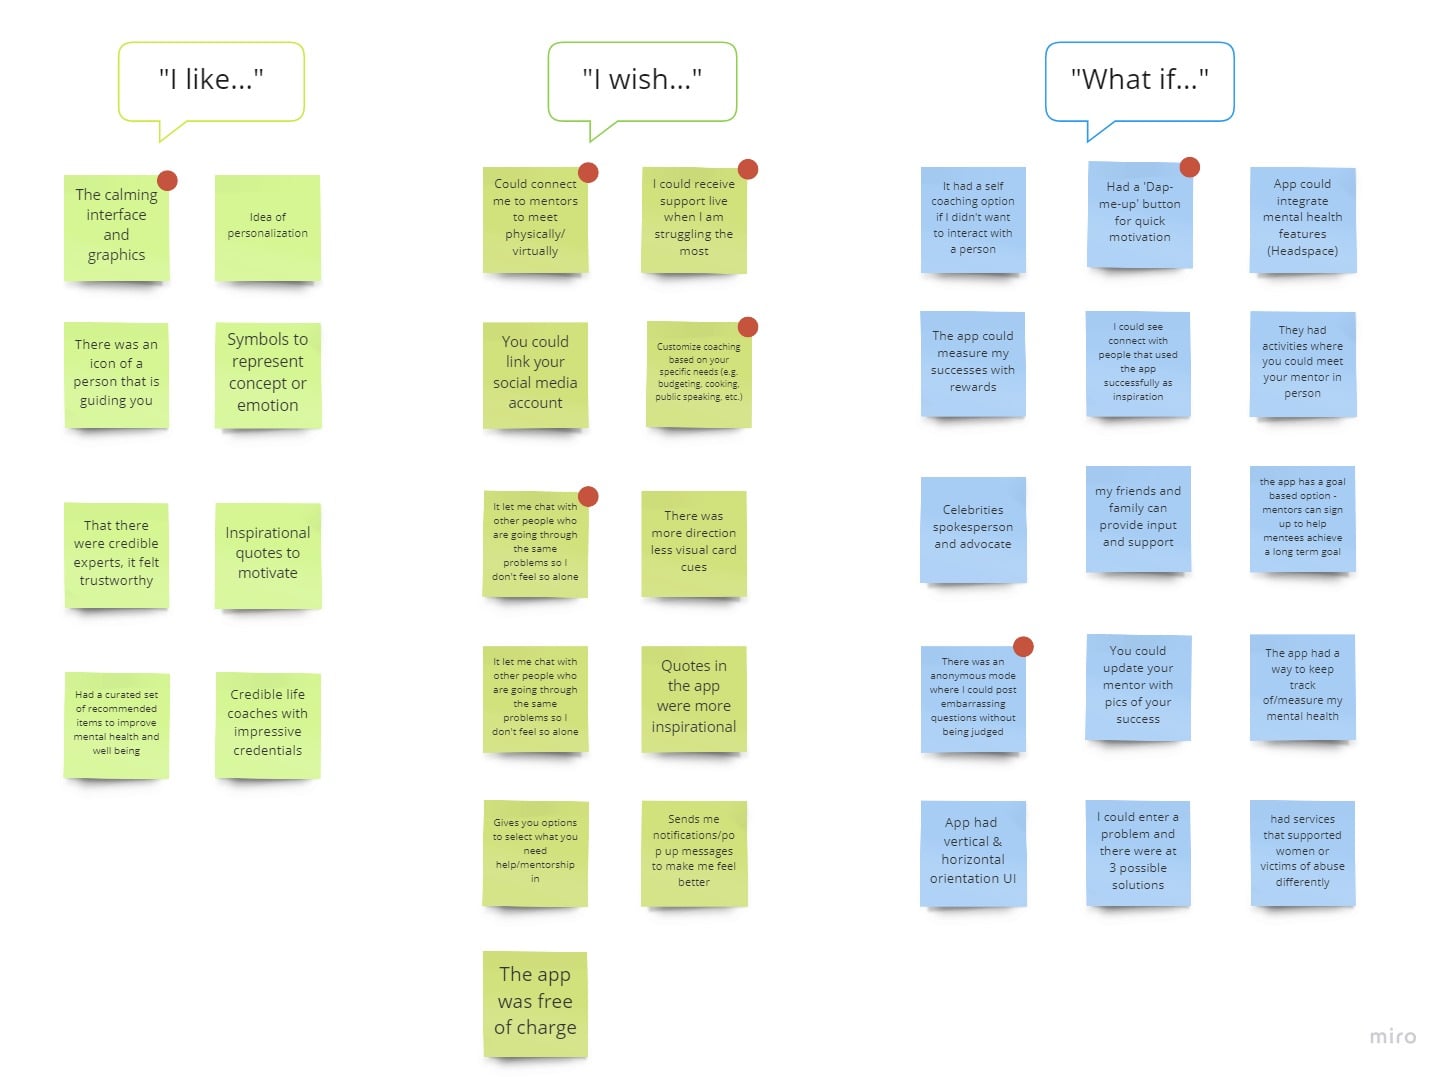 "I like..."
The calming
interface
and
graphics
Idea of
personalization
There was an
icon of a
person that is
guiding you
Symbols to
represent
concept or
emotion
That there
were credible
experts, it felt
trustworthy
Inspirational
quotes to
motivate
Had a curated set
of recommended
items to improve
mental health and
well being
Credible life
coaches with
impressive
credentials
"I wish..."
Could connect
me to mentors
to meet
physically/
virtually
I could receive
support live
when I am
struggling the
most
You could
link your
social media
account
Customize coaching
based on your
specific needs (e.g.
budgeting, cooking,
public speaking, etc.)
It let me chat with
other people who
are going through
the same
problems so I
don't feel so alone
There was
more direction
less visual card
cues
It let me chat with
other people who
are going through
the same
problems so I
don't feel so alone
Quotes in
the app
were more
inspirational
Gives you options
to select what you
need
help/mentorship
in
Sends me
notifications/po
p up messages
to make me feel
better
The app
was free
of charge
"What if..."
It had a self
coaching option
if I didn't want
to interact with
a person
Had a 'Dap-
me-up' button
for quick
motivation
App could
integrate
mental health
features
(Headspace)
The app could
measure my
successes with
rewards
I could see
connect with
people that used
the app
successfully as
inspiration
They had
activities where
you could meet
your mentor in
person
Celebrities
spokesperson
and advocate
my friends and
family can
provide input
and support
the app has a goal
based option -
mentors can sign
up to help
mentees achieve
a long term goal
There was an
anonymous mode
where I could post
embarrassing
questions without
being judged
You could
update your
mentor with
pics of your
success
The app had a
way to keep
track
of/measure my
mental health
App had
vertical &
horizontal
orientation UI
I could enter a
problem and
there were at
3 possible
solutions
had services
that supported
women or
victims of abuse
differently
miro